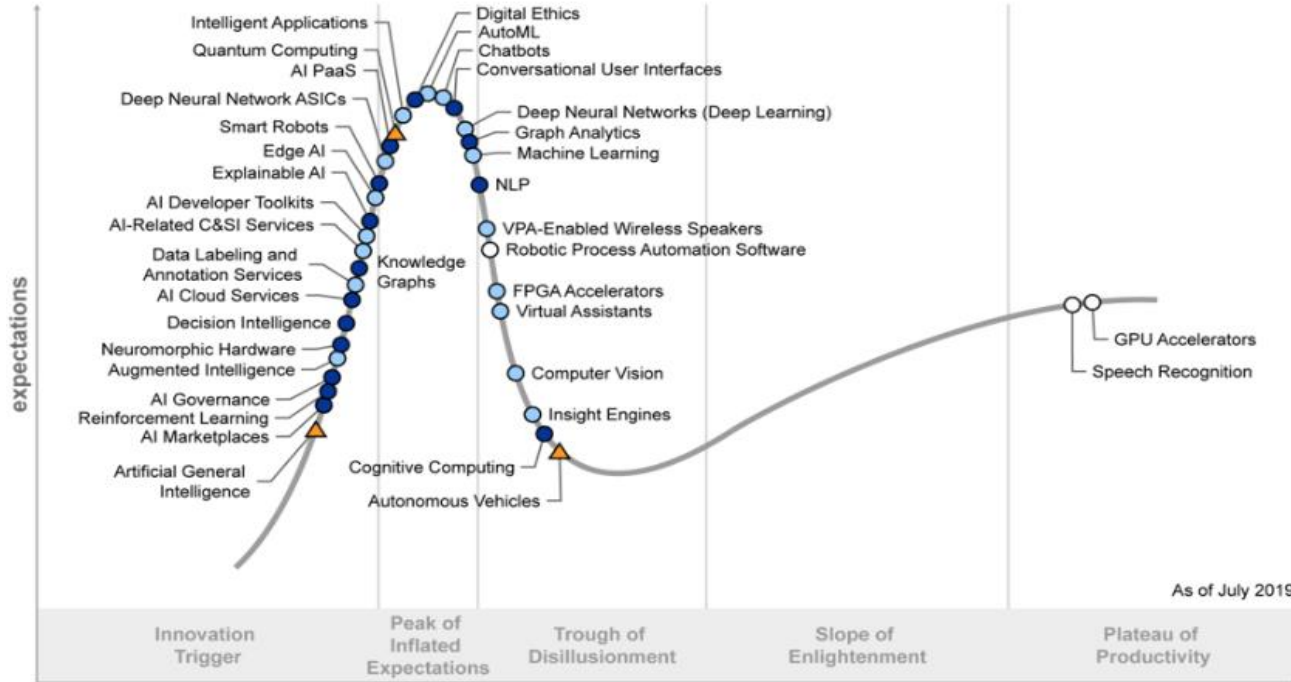 Digital Ethics
AutoML
Chatbots
Conversational User Interfaces
Intelligent Applications
Quantum Computing
AI PaaS
Deep Neural Network ASICs
Smart Robots
Edge AI
Explainable AI
AI Developer Toolkits
AI-Related C&SI Services
Data Labeling and
Annotation Services
AI Cloud Services
Decision Intelligence
Neuromorphic Hardware
Augmented Intelligence
AI Governance
Reinforcement Learning
AI Marketplaces
Artificial General
Intelligence
Knowledge
Graphs
Deep Neural Networks (Deep Learning)
Graph Analytics
Machine Learning
NLP
VPA-Enabled Wireless Speakers
Robotic Process Automation Software
FPGA Accelerators
Virtual Assistants
Computer Vision
Insight Engines
Cognitive Computing
Autonomous Vehicles
GPU Accelerators
Speech Recognition
expectations
As of July 2019
Innovation
Trigger
Peak of
Inflated
Expectations
Trough of
Disillusionment
Slope of
Enlightenment
Plateau of
Productivity